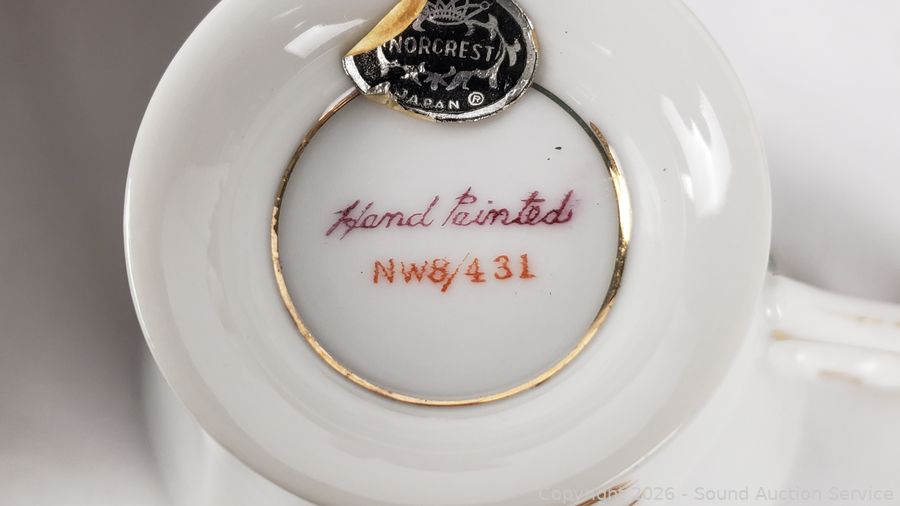 NORCREST
JAPAN ®
Hand Painted
NW8/431
Copyright 2026 - Sound Auction Service